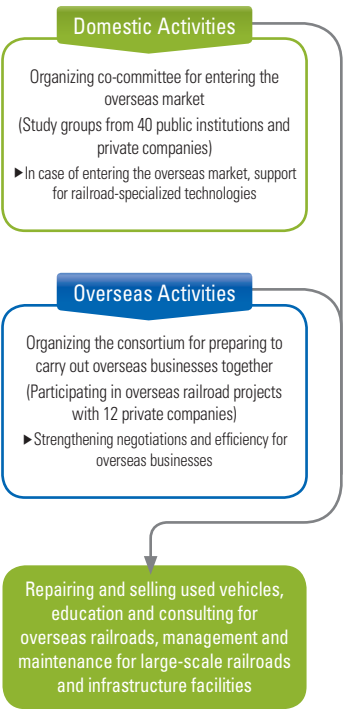 Domestic Activities
Organizing co-committee for entering the
overseas market
(Study groups from 40 public institutions and
private companies)
▶In case of entering the overseas market, support
for railroad-specialized technologies
Overseas Activities
Organizing the consortium for preparing to
carry out overseas businesses together
(Participating in overseas railroad projects
with 12 private companies)
▶Strengthening negotiations and efficiency for
overseas businesses
Repairing and selling used vehicles,
education and consulting for
overseas railroads, management and
maintenance for large-scale railroads
and infrastructure facilities